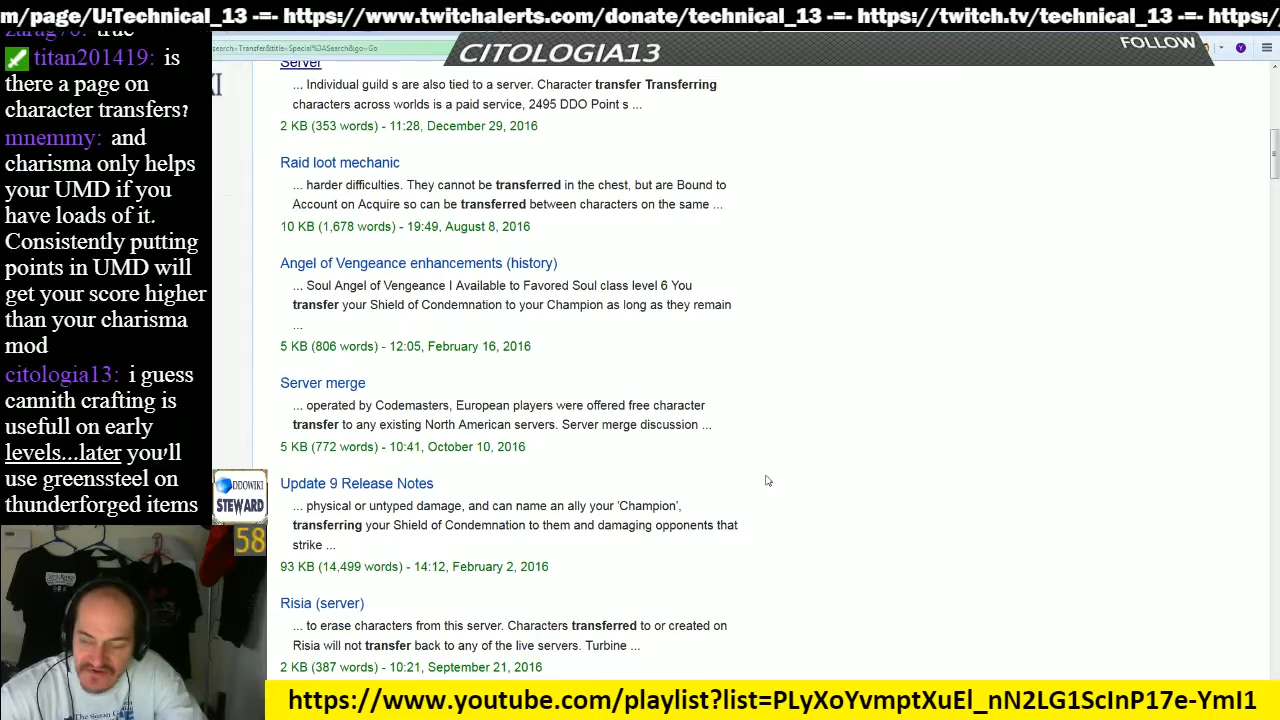 m/page/U:Technical_13 -=- https://www.twitchalerts.com/donate/technical_13 -=- https://twitch.tv/technical_13 -=- https:/
search=Transfer&title=Special%3ASearch&go=Go
CITOLOGIA13
FOLLOW
zarag70: true
titan201419: is
there a page on
character transfers?
mnemmy: and
charisma only helps
your UMD if you
have loads of it.
Consistently putting
points in UMD will
get your score higher
than your charisma
mod
citologia13: i guess
cannith crafting is
usefull on early
levels...later you'll
use greenssteel on
thunderforged items
Server
... Individual guild s are also tied to a server. Character transfer Transferring
characters across worlds is a paid service, 2495 DDO Point s ...
2 KB (353 words) - 11:28, December 29, 2016
Raid loot mechanic
... harder difficulties. They cannot be transferred in the chest, but are Bound to
Account on Acquire so can be transferred between characters on the same ...
10 KB (1,678 words) - 19:49, August 8, 2016
Angel of Vengeance enhancements (history)
... Soul Angel of Vengeance I Available to Favored Soul class level 6 You
transfer your Shield of Condemnation to your Champion as long as they remain
...
5 KB (806 words) - 12:05, February 16, 2016
Server merge
... operated by Codemasters, European players were offered free character
transfer to any existing North American servers. Server merge discussion ...
5 KB (772 words) - 10:41, October 10, 2016
Update 9 Release Notes
... physical or untyped damage, and can name an ally your 'Champion',
transferring your Shield of Condemnation to them and damaging opponents that
strike ...
93 KB (14,499 words) - 14:12, February 2, 2016
Risia (server)
... to erase characters from this server. Characters transferred to or created on
Risia will not transfer back to any of the live servers. Turbine ...
2 KB (387 words) - 10:21, September 21, 2016
DDOWIKI
STEWARD
58
https://www.youtube.com/playlist?list=PLyXoYvmptXuEl_nN2LG1ScInP17e-YmI1